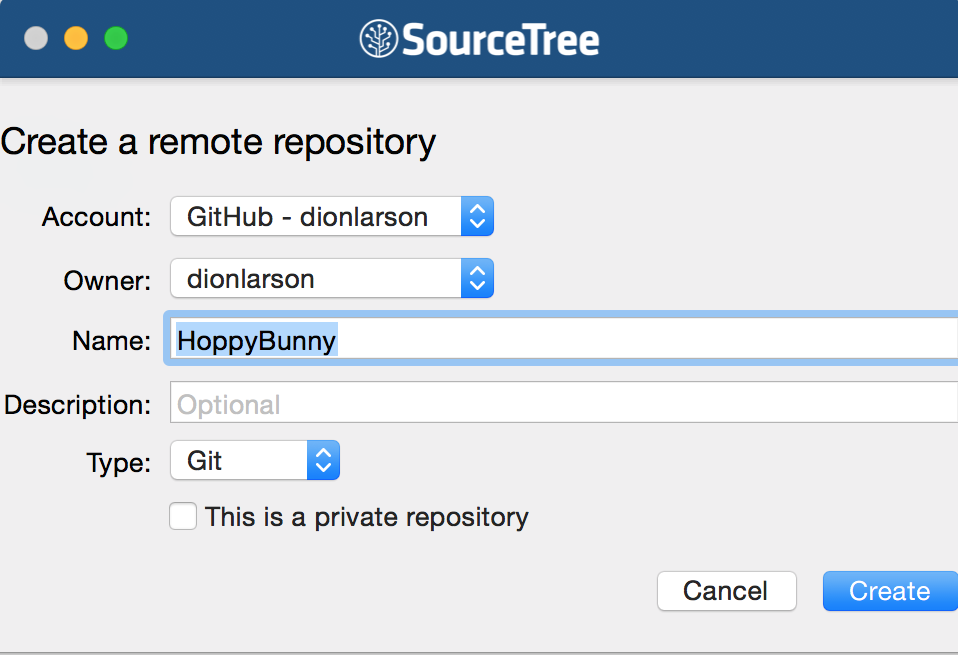 SourceTree
Create a remote repository
Account: GitHub - dionlarson
Owner: dionlarson
Name: HoppyBunny
Description: Optional
Type: Git
This is a private repository
Cancel Create